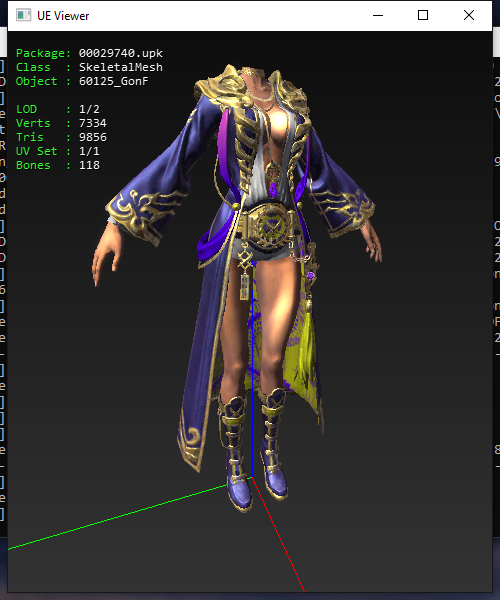 UE Viewer
Package: 00029740.upk
Class : SkeletalMesh
Object : 60125_GonF
LOD : 1/2
Verts : 7334
Tris : 9856
UV Set : 1/1
Bones : 118